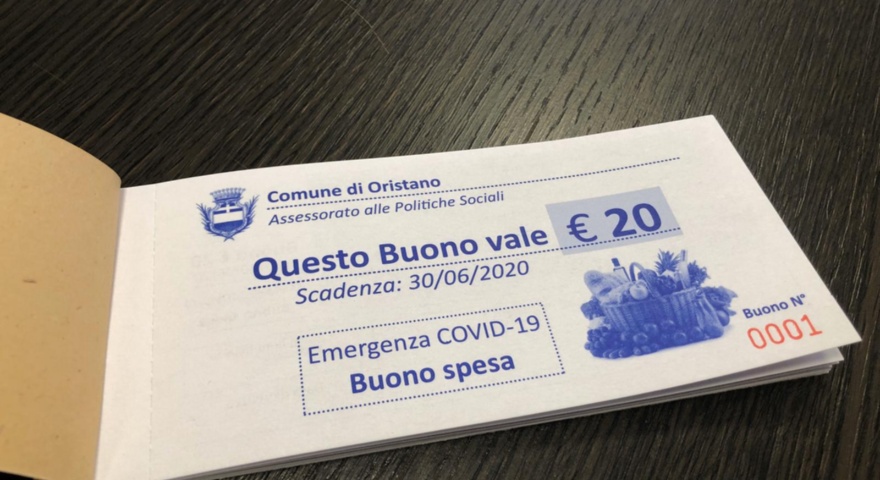 Comune di Oristano
Assessorato alle Politiche Sociali
Questo Buono vale € 20
Scadenza: 30/06/2020
Emergenza COVID-19
Buono spesa
Buono N°
0001